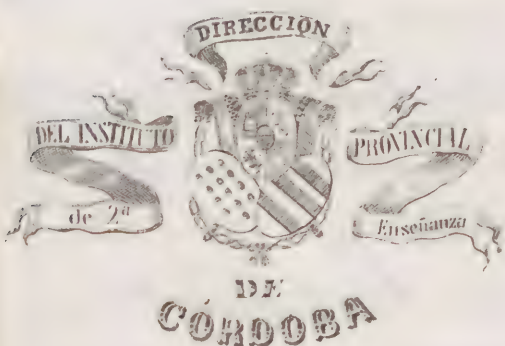 DIRECCIÓN
DEL INSTITUTO PROVINCIAL
de 2ª Enseñanza
DE
CÓRDOBA